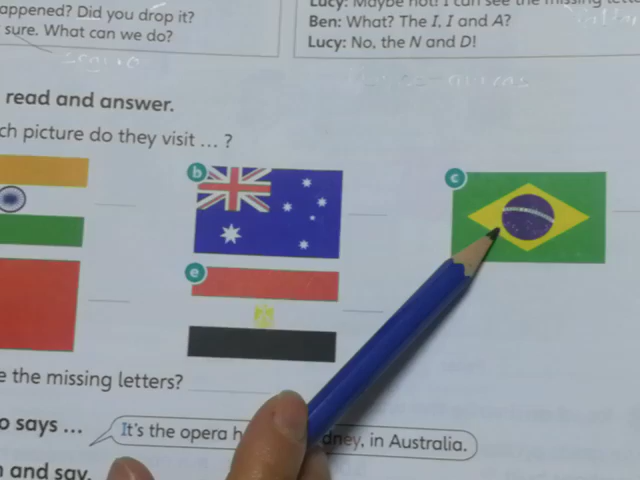 appened? Did you drop it?
sure. What can we do?
Lucy: Maybe not! I can see the missing lette
Ben: What? The I, I and A?
Lucy: No, the N and D!
read and answer.
ch picture do they visit ... ?
b
c
e
e the missing letters?
o says ...
It's the opera h dney, in Australia.
n and say.